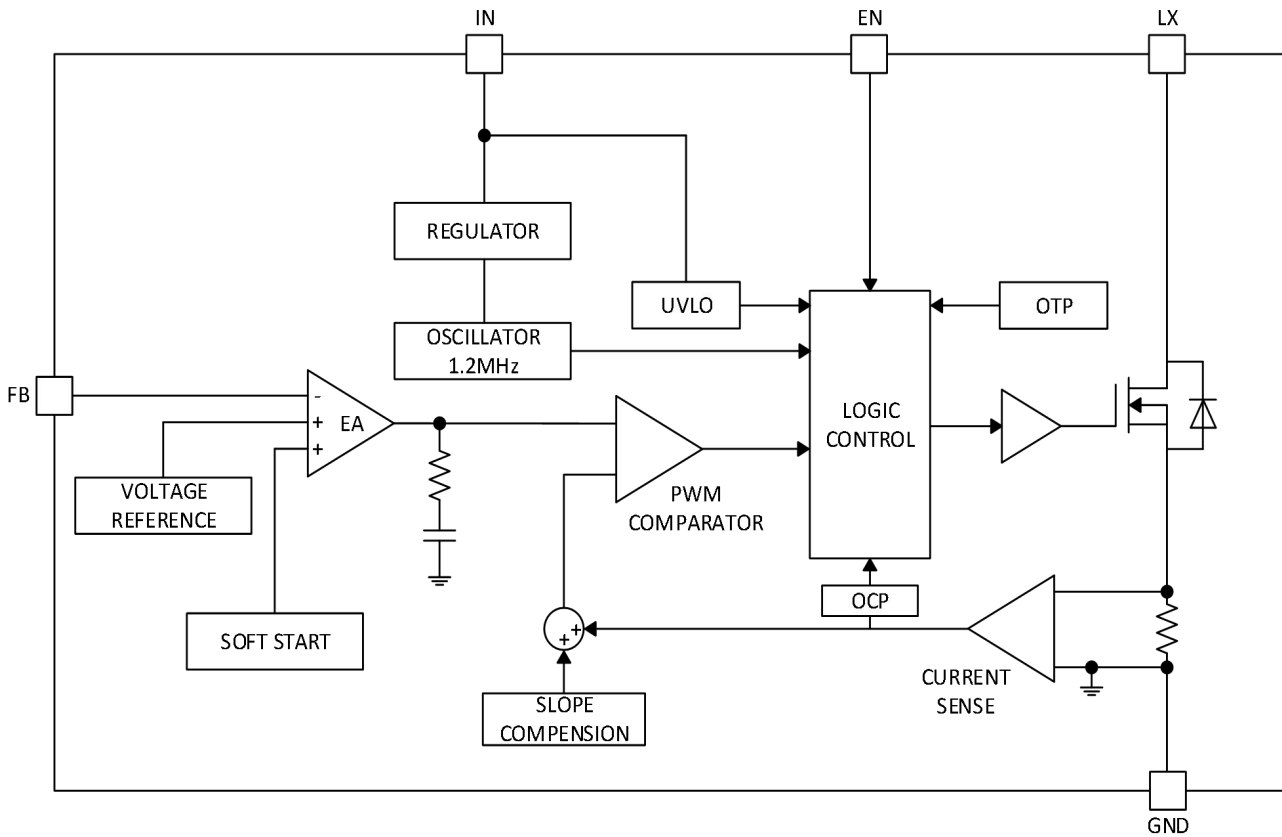 IN
EN
LX
REGULATOR
UVLO
OTP
OSCILLATOR
1.2MHz
FB
-
+
EA
+
LOGIC
CONTROL
VOLTAGE
REFERENCE
PWM
COMPARATOR
OCP
SOFT START
+
+
CURRENT
SENSE
SLOPE
COMPENSION
GND